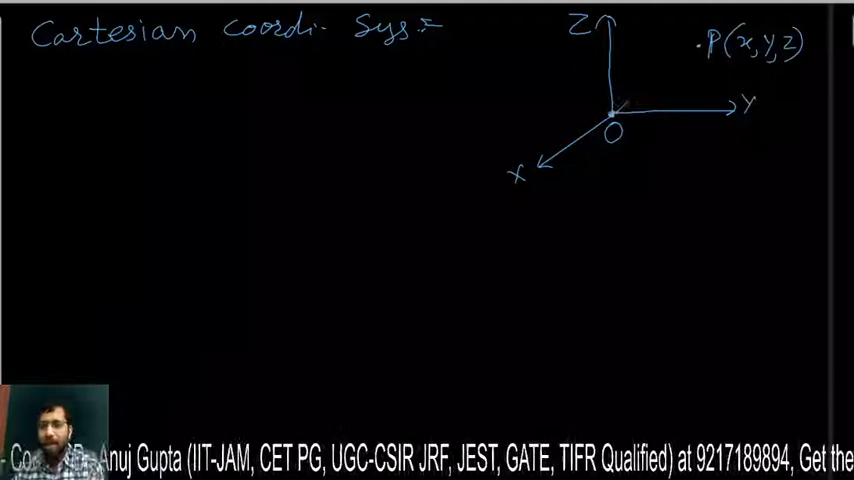 Cartesian coordi- Sys:-
Z
.P(x,y,z)
Y
O
X
Anuj Gupta (IIT-JAM, CET PG, UGC-CSIR JRF, JEST, GATE, TIFR Qualified) at 9217189894, Get the